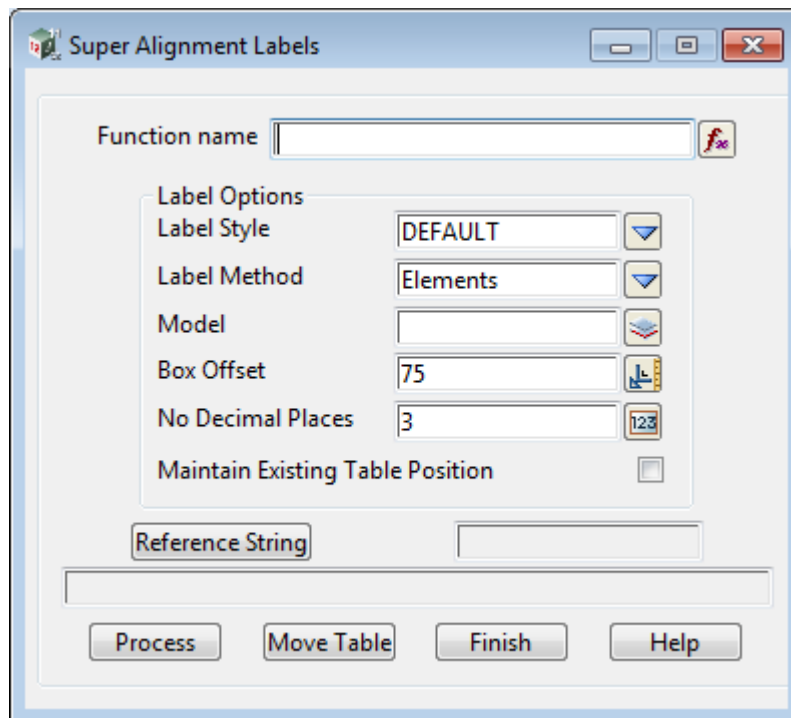 Super Alignment Labels
Function name
Label Options
Label Style DEFAULT
Label Method Elements
Model
Box Offset 75
No Decimal Places 3 123
Maintain Existing Table Position
Reference String
Process Move Table Finish Help